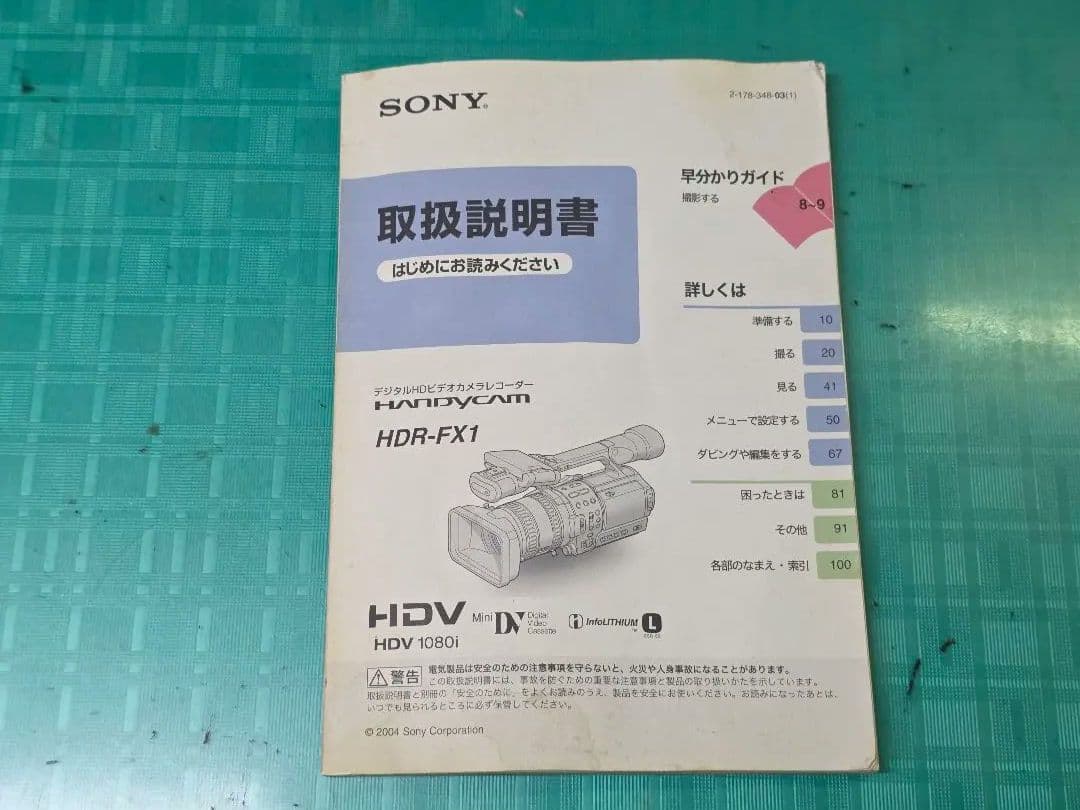 SONY®
2-178-348-03(1)
取扱説明書
はじめにお読みください
早分かりガイド
撮影する
8~9
詳しくは
準備する 10
撮る 20
見る 41
メニューで設定する 50
ダビングや編集をする 67
困ったときは 81
その他 91
各部のなまえ・索引 100
デジタルHDビデオカメラレコーダー
HANDYCAM
HDR-FX1
HDV
HDV 1080i
Mini DV Digital Video Cassette
InfoLITHIUM™ L
警告
電気製品は安全のための注意事項を守らないと、火災や人身事故になることがあります。
この取扱説明書には、事故を防ぐための重要な注意事項と製品の取り扱いかたを示しています。
取扱説明書と別冊の「安全のために」をよくお読みのうえ、製品を安全にお使いください。お読みになったあとは、
いつでも見られるところに必ず保管してください。
© 2004 Sony Corporation